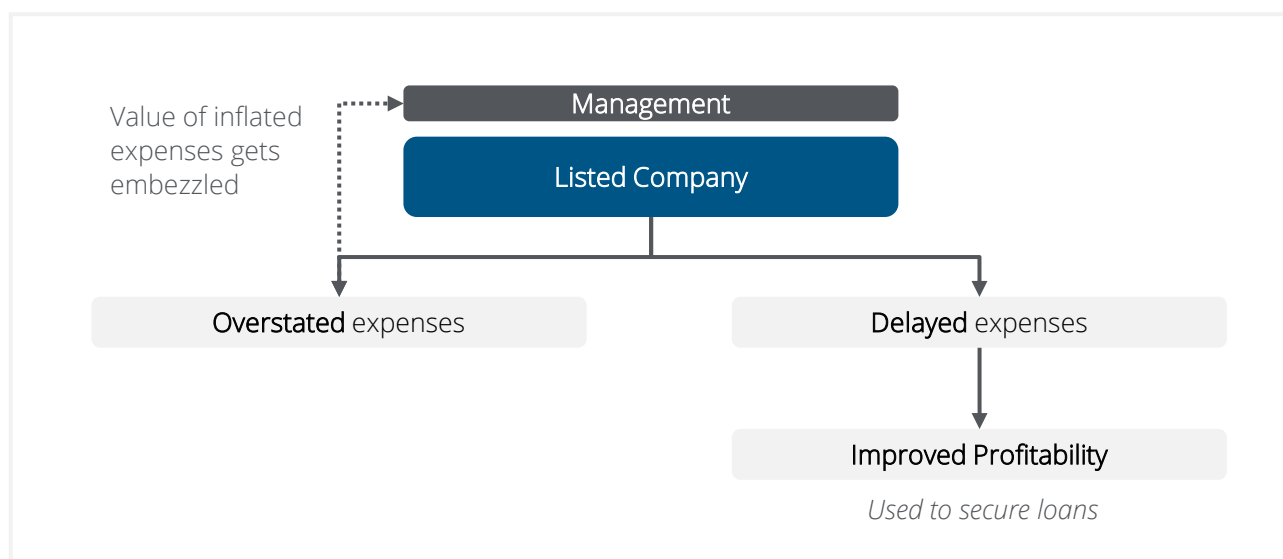 Value of inflated
expenses gets
embezzled
Management
Listed Company
Overstated expenses
Delayed expenses
Improved Profitability
Used to secure loans